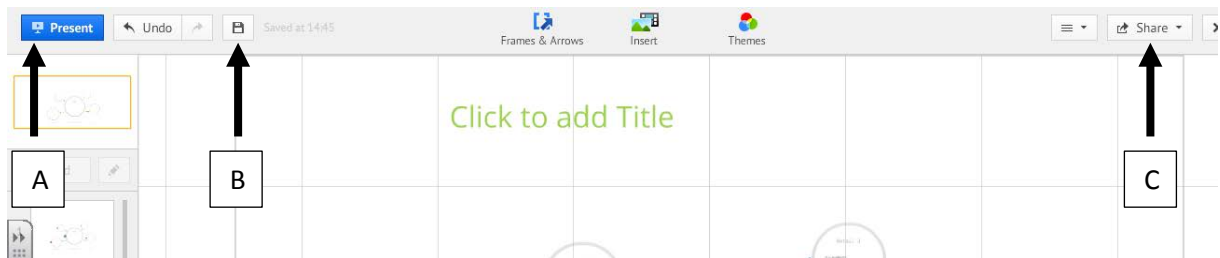 Present Undo Saved at 14:45 Frames & Arrows Insert Themes Share
Click to add Title
A B C